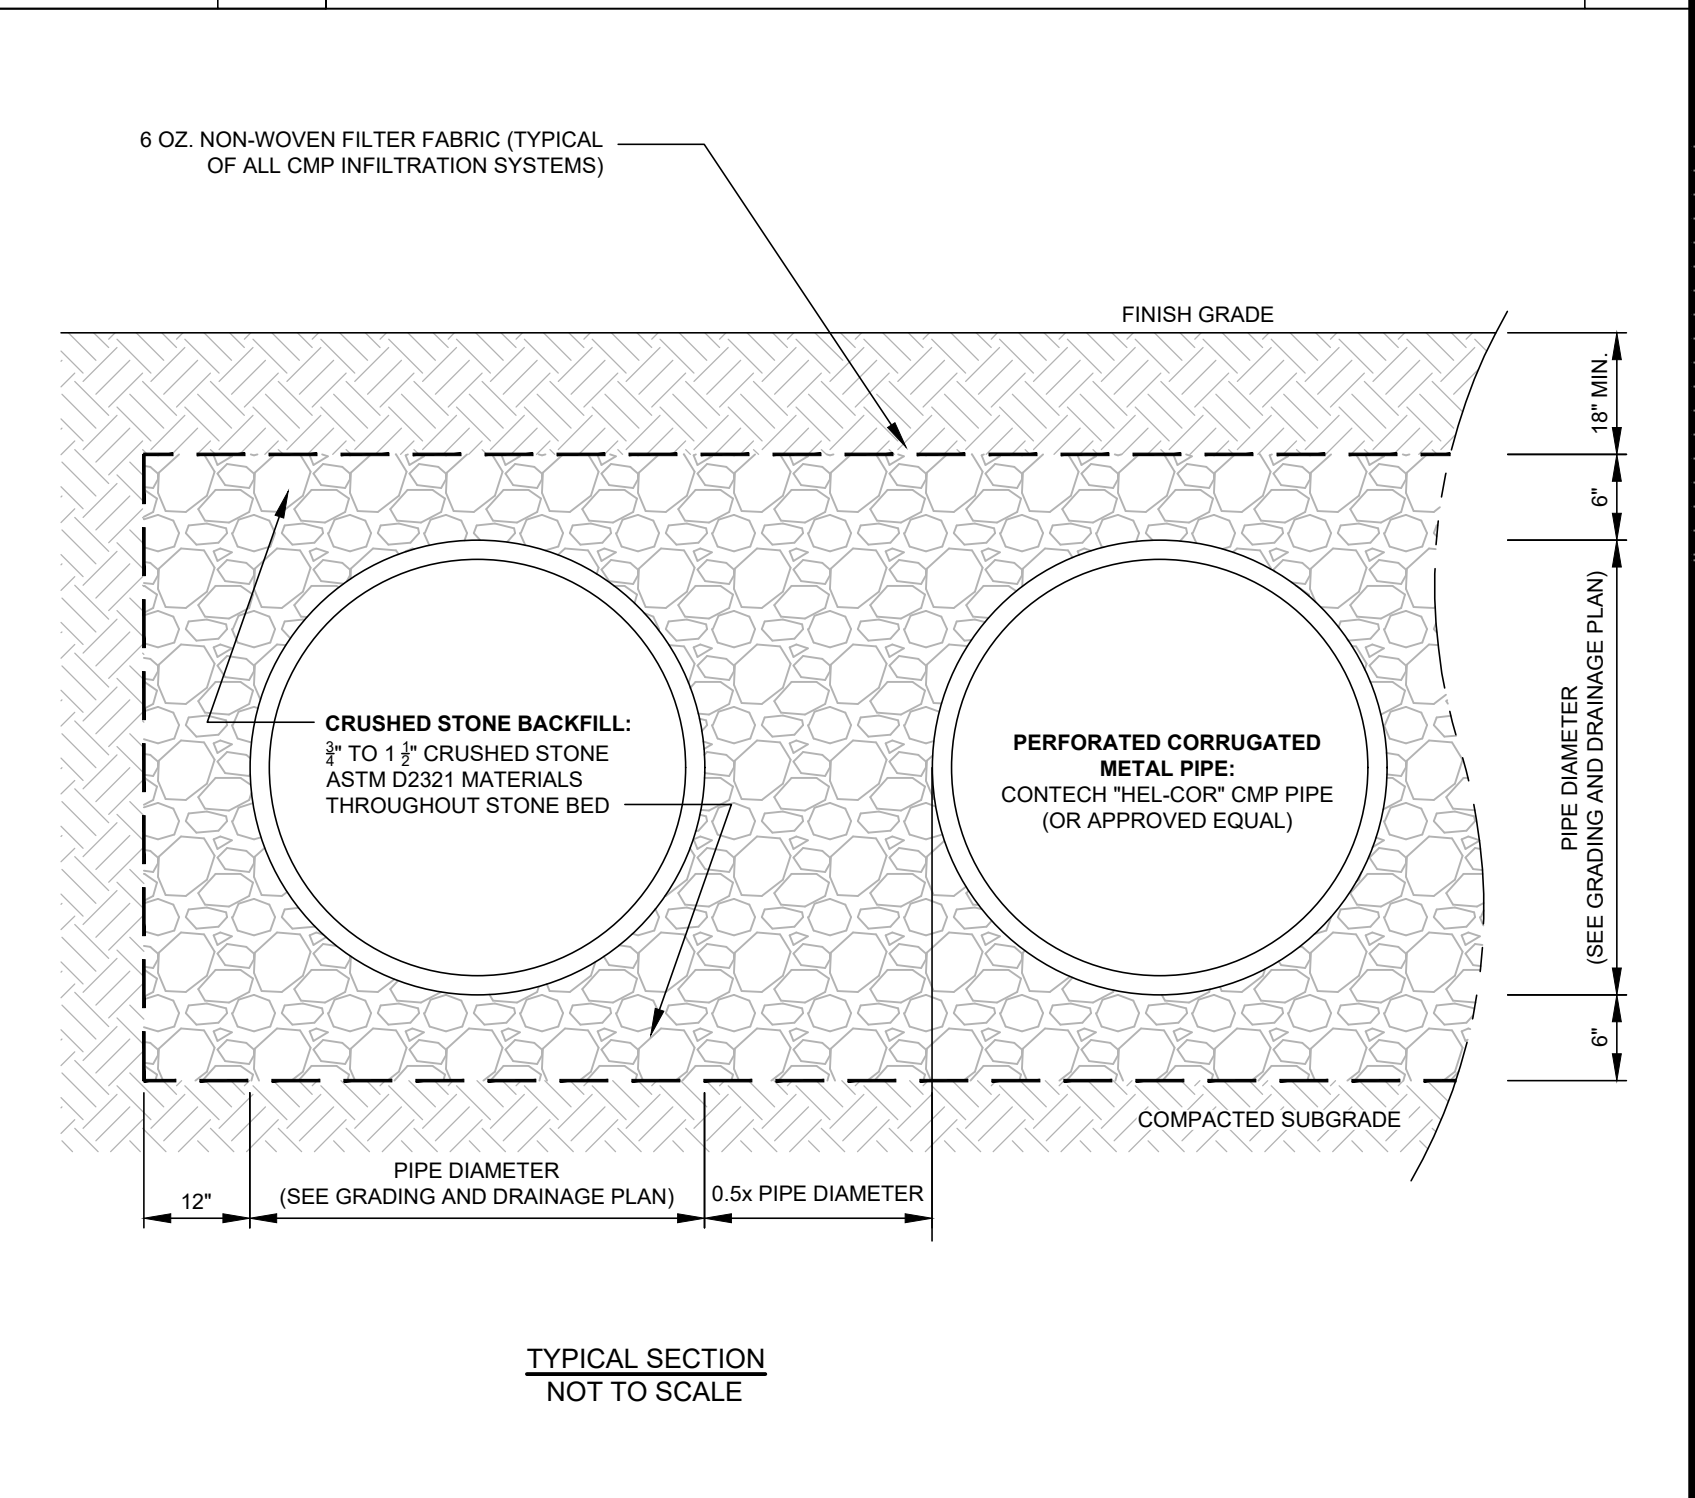 6 OZ. NON-WOVEN FILTER FABRIC (TYPICAL
OF ALL CMP INFILTRATION SYSTEMS)
FINISH GRADE
18" MIN.
6"
PIPE DIAMETER
(SEE GRADING AND DRAINAGE PLAN)
6"
CRUSHED STONE BACKFILL:
3/4" TO 1 1/2" CRUSHED STONE
ASTM D2321 MATERIALS
THROUGHOUT STONE BED
PERFORATED CORRUGATED
METAL PIPE:
CONTECH "HEL-COR" CMP PIPE
(OR APPROVED EQUAL)
COMPACTED SUBGRADE
12"
PIPE DIAMETER
(SEE GRADING AND DRAINAGE PLAN)
0.5x PIPE DIAMETER
TYPICAL SECTION
NOT TO SCALE